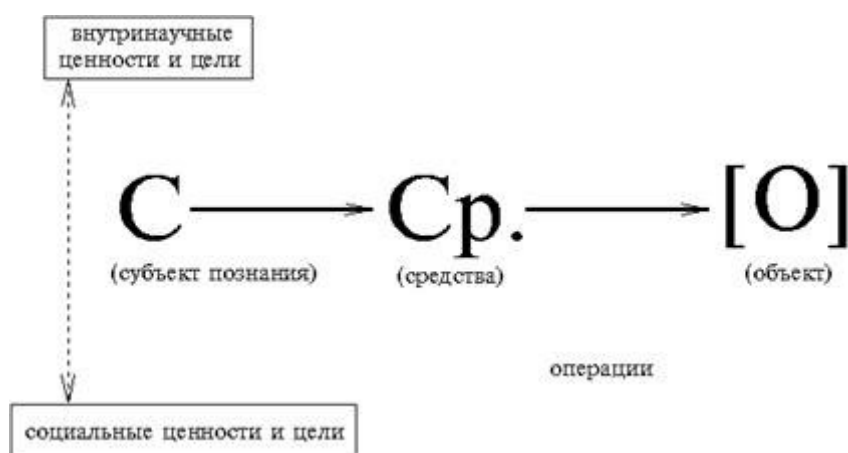 внутринаучные
ценности и цели
С Ср. [О]
(субъект познания) (средства) (объект)
операции
социальные ценности и цели